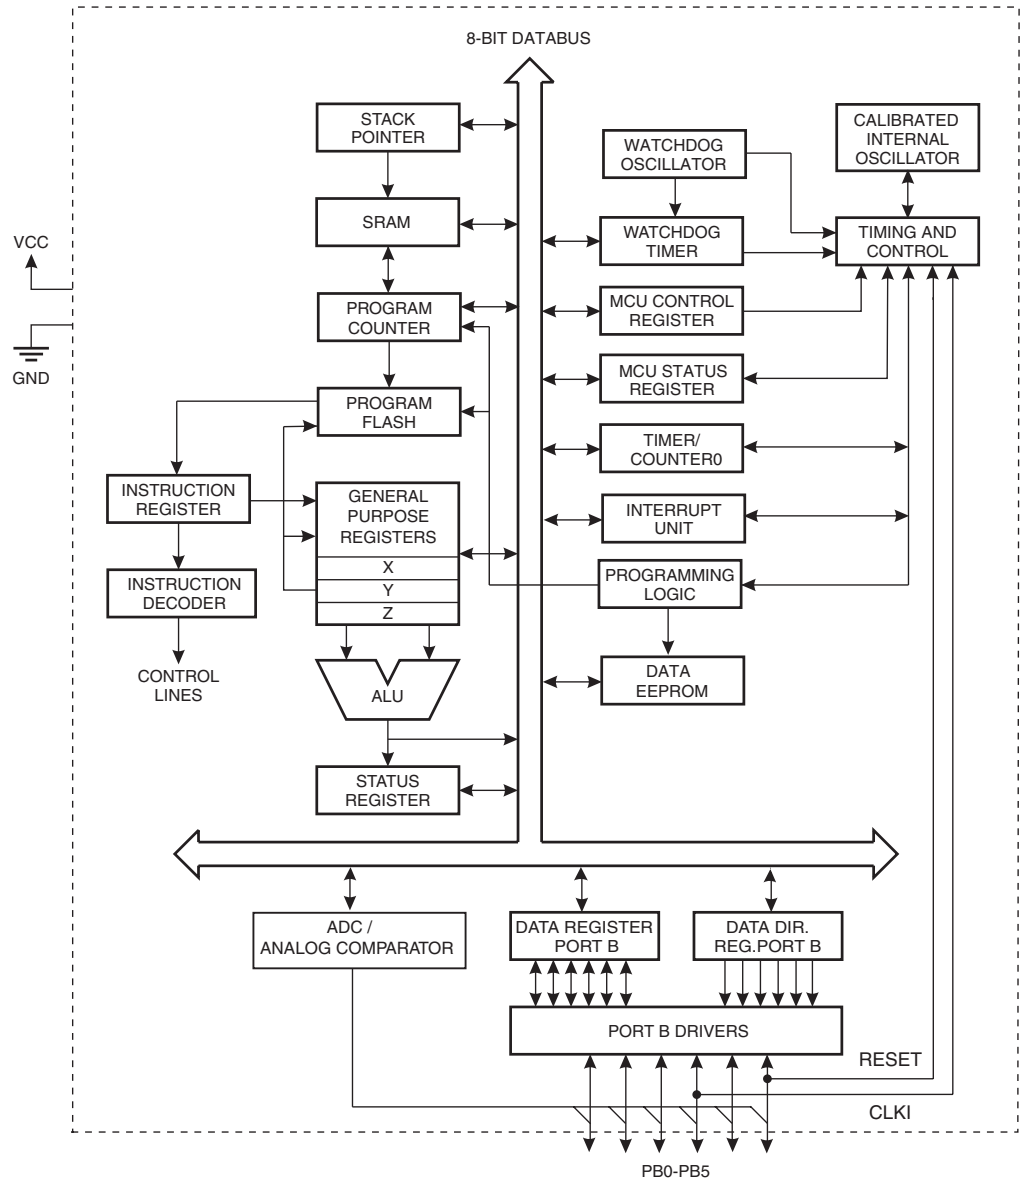 8-BIT DATABUS
STACK
POINTER
WATCHDOG
OSCILLATOR
CALIBRATED
INTERNAL
OSCILLATOR
SRAM
WATCHDOG
TIMER
TIMING AND
CONTROL
VCC
GND
PROGRAM
COUNTER
MCU CONTROL
REGISTER
MCU STATUS
REGISTER
PROGRAM
FLASH
TIMER/
COUNTER0
INSTRUCTION
REGISTER
GENERAL
PURPOSE
REGISTERS
X
Y
Z
INTERRUPT
UNIT
INSTRUCTION
DECODER
PROGRAMMING
LOGIC
CONTROL
LINES
ALU
DATA
EEPROM
STATUS
REGISTER
ADC /
ANALOG COMPARATOR
DATA REGISTER
PORT B
DATA DIR.
REG.PORT B
PORT B DRIVERS
RESET
CLKI
PB0-PB5